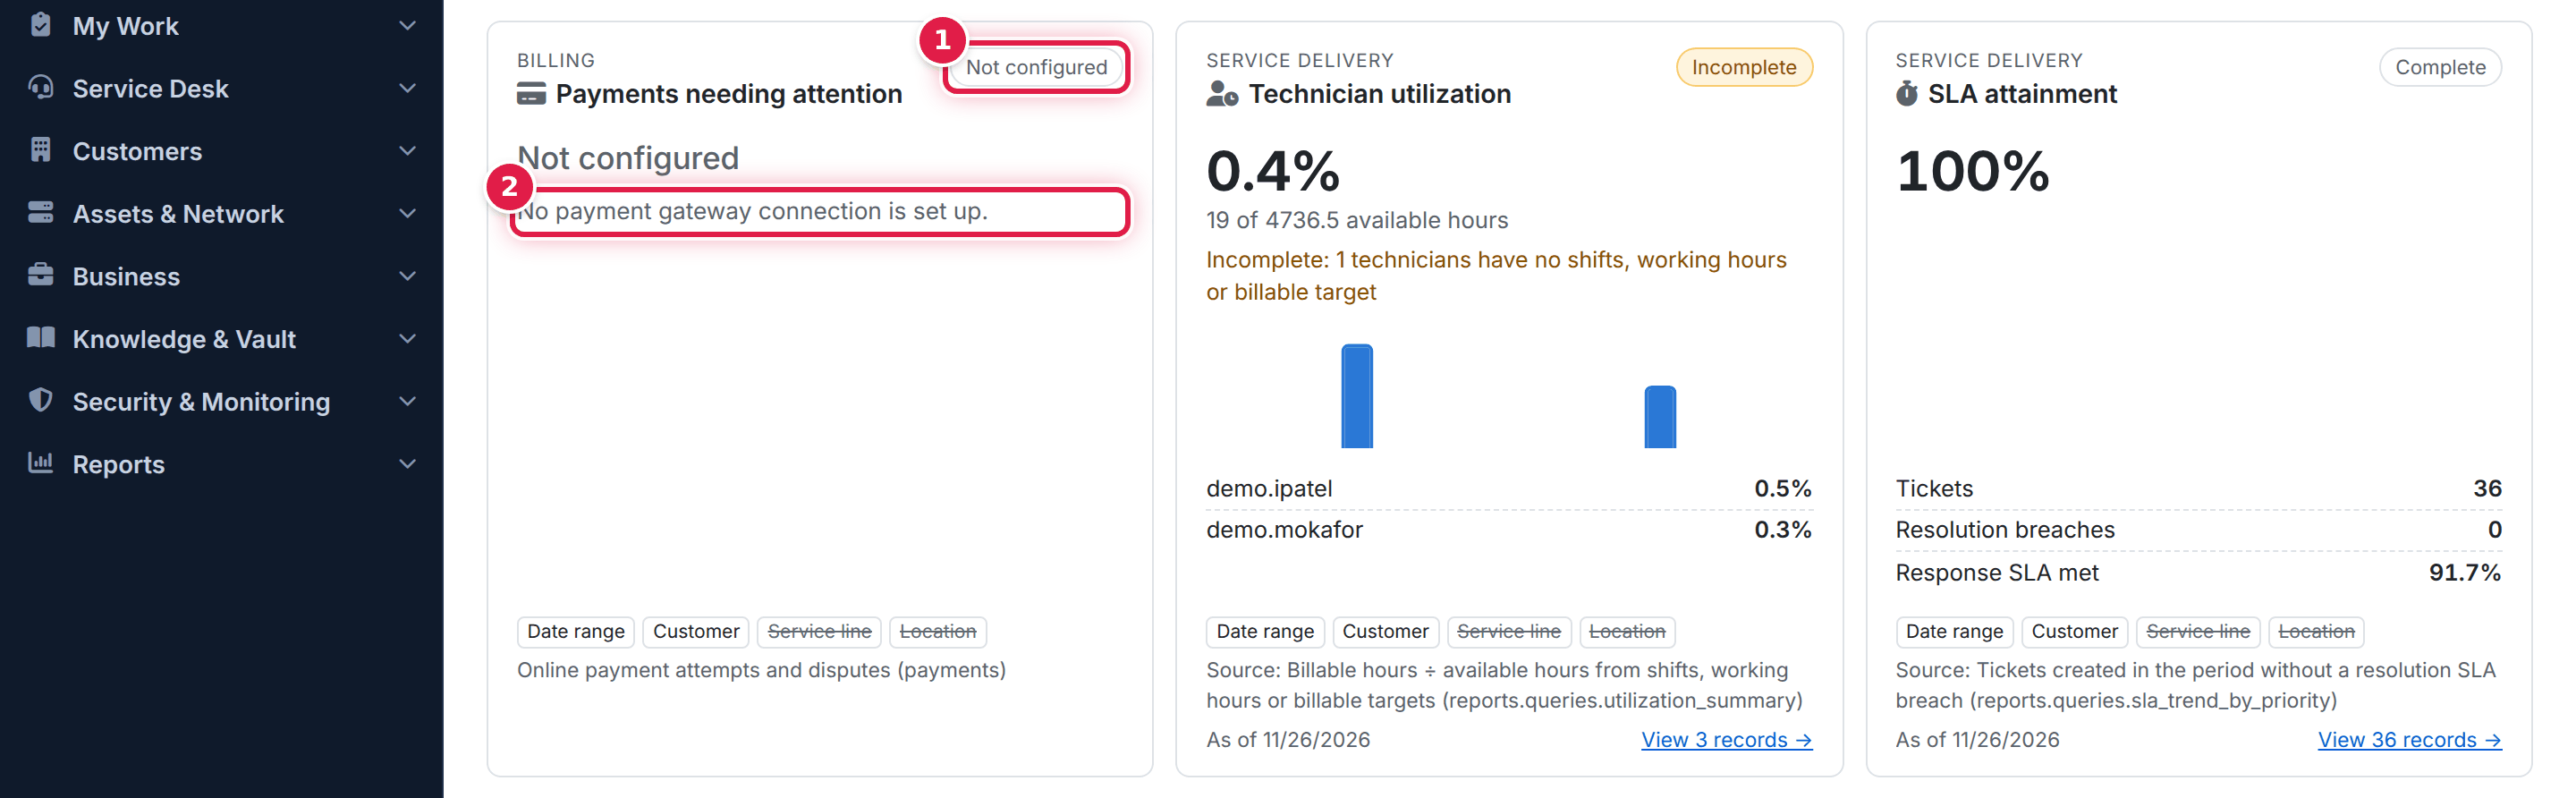 My Work
Service Desk
Customers
Assets & Network
Business
Knowledge & Vault
Security & Monitoring
Reports
BILLING
Payments needing attention
1
Not configured
Not configured
2
No payment gateway connection is set up.
Date range
Customer
Service line
Location
Online payment attempts and disputes (payments)
SERVICE DELIVERY
Technician utilization
Incomplete
0.4%
19 of 4736.5 available hours
Incomplete: 1 technicians have no shifts, working hours
or billable target
demo.ipatel 0.5%
demo.mokafor 0.3%
Date range
Customer
Service line
Location
Source: Billable hours ÷ available hours from shifts, working
hours or billable targets (reports.queries.utilization_summary)
As of 11/26/2026
View 3 records →
SERVICE DELIVERY
SLA attainment
Complete
100%
Tickets 36
Resolution breaches 0
Response SLA met 91.7%
Date range
Customer
Service line
Location
Source: Tickets created in the period without a resolution SLA
breach (reports.queries.sla_trend_by_priority)
As of 11/26/2026
View 36 records →